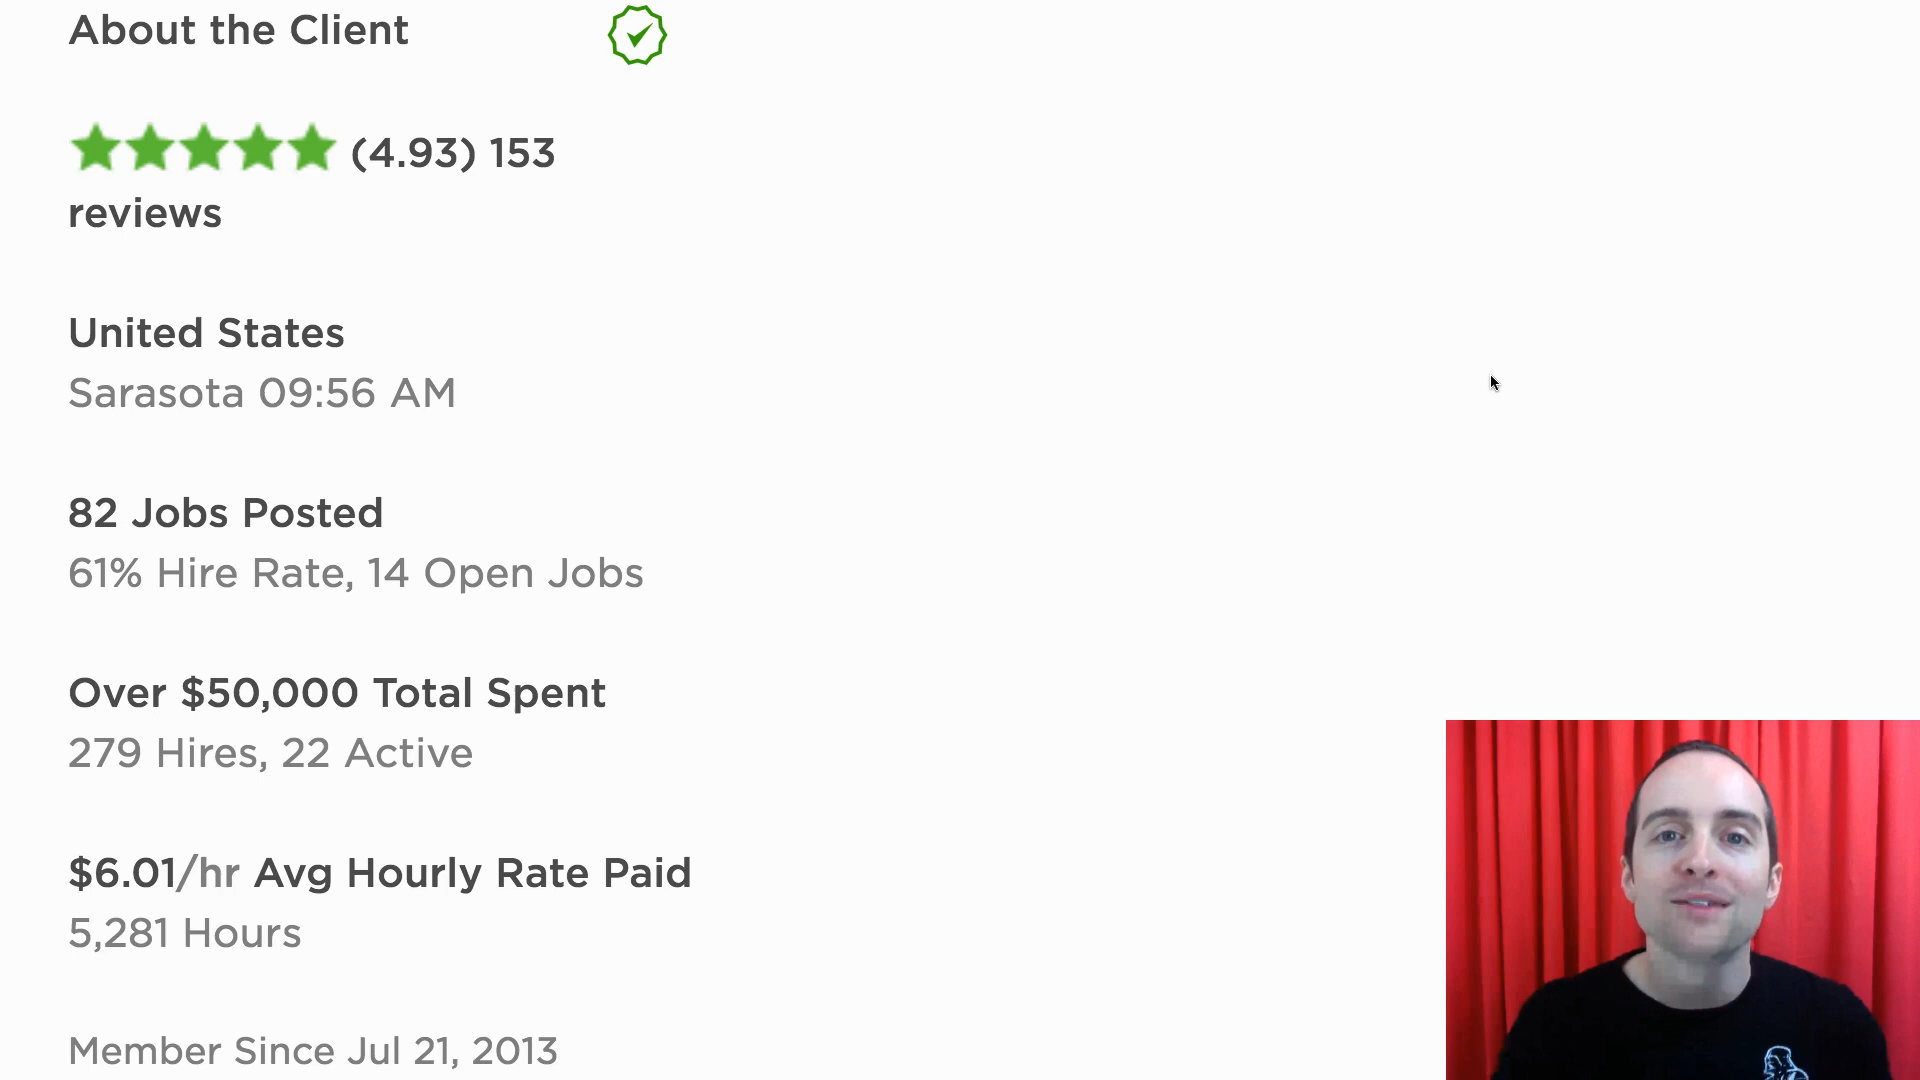 About the Client
(4.93) 153
reviews
United States
Sarasota 09:56 AM
82 Jobs Posted
61% Hire Rate, 14 Open Jobs
Over $50,000 Total Spent
279 Hires, 22 Active
$6.01/hr Avg Hourly Rate Paid
5,281 Hours
Member Since Jul 21, 2013